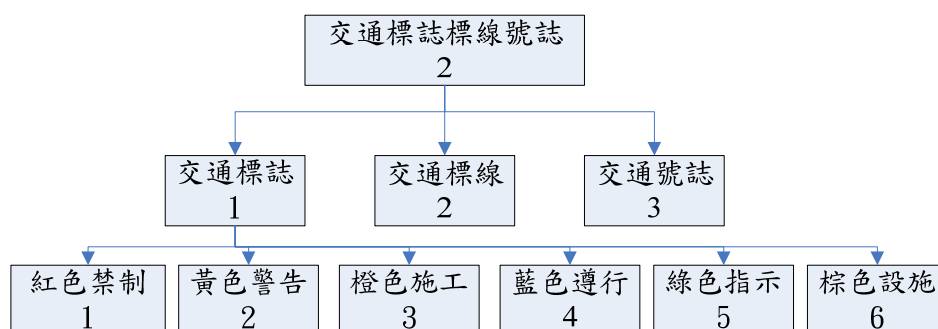 交通標誌標線號誌
2
交通標誌
1
交通標線
2
交通號誌
3
紅色禁制
1
黃色警告
2
橙色施工
3
藍色遵行
4
綠色指示
5
棕色設施
6